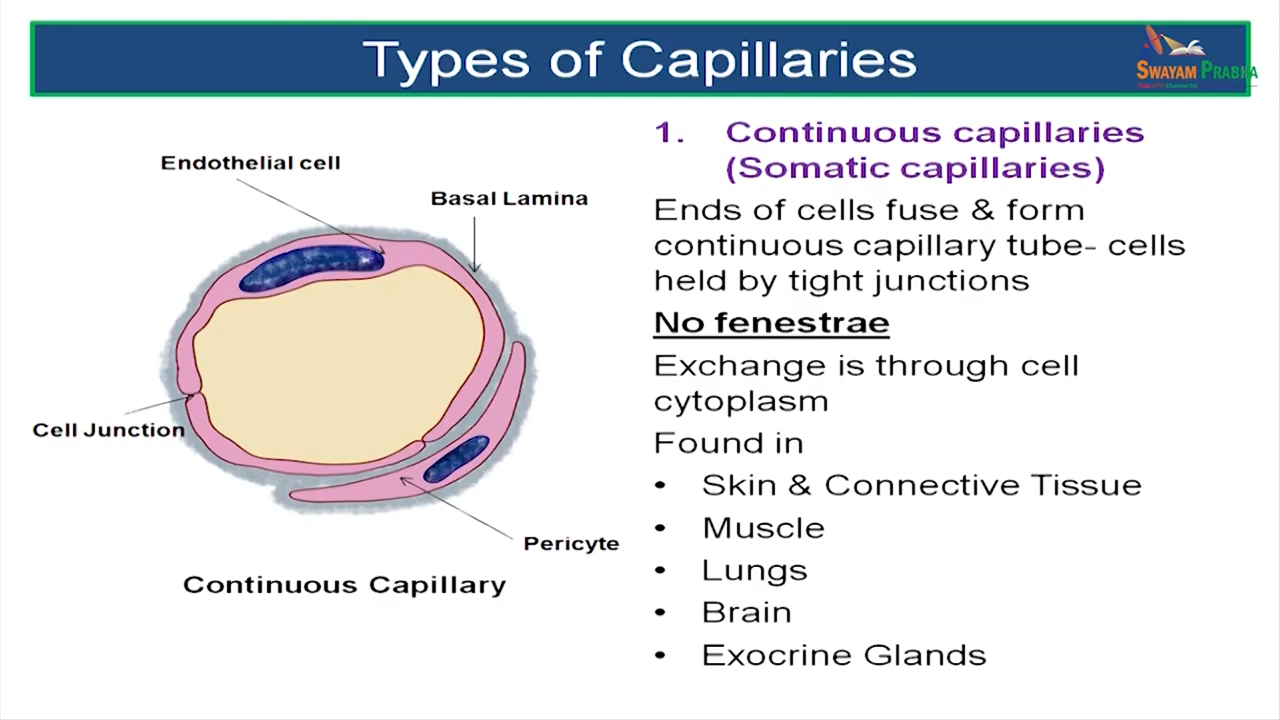 Types of Capillaries
SWAYAM PRABHA
Endothelial cell
Basal Lamina
Cell Junction
Pericyte
Continuous Capillary
1. Continuous capillaries
(Somatic capillaries)
Ends of cells fuse & form
continuous capillary tube- cells
held by tight junctions
No fenestrae
Exchange is through cell
cytoplasm
Found in
• Skin & Connective Tissue
• Muscle
• Lungs
• Brain
• Exocrine Glands